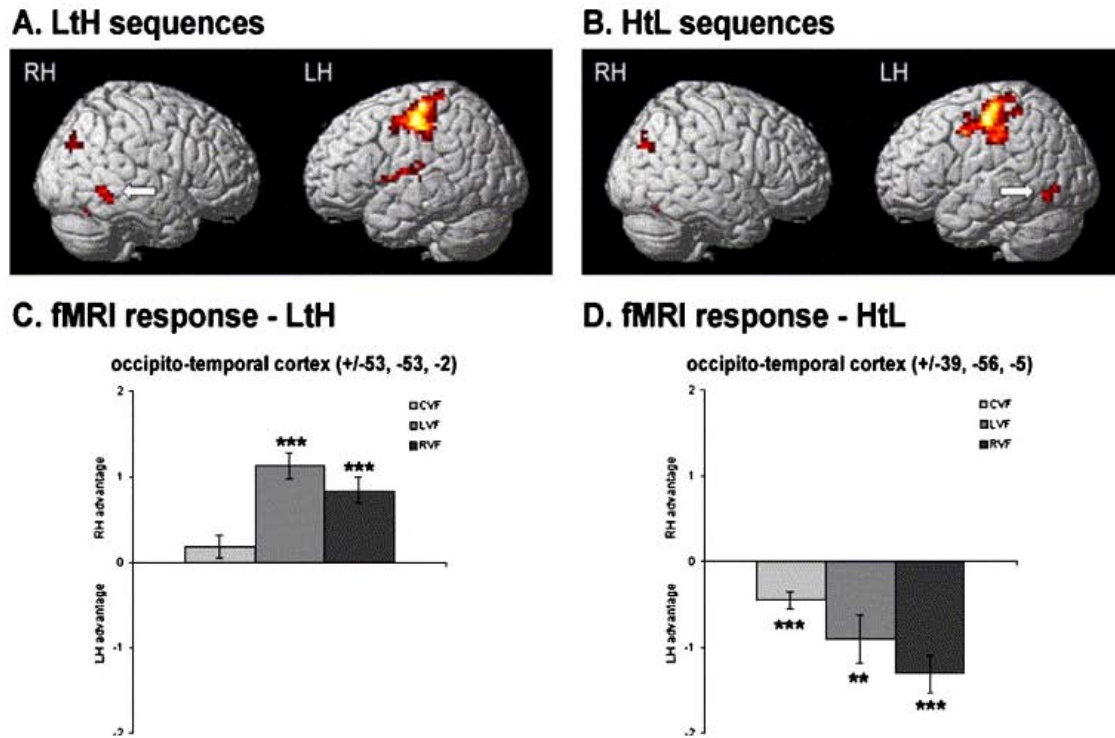 A. LtH sequences
RH
LH
B. HtL sequences
RH
LH
C. fMRI response - LtH
occipito-temporal cortex (+/-53, -53, -2)
2
CVF
LVF
RVF
***
***
1
RH advantage
0
LH advantage
-1
-2
D. fMRI response - HtL
occipito-temporal cortex (+/-39, -56, -5)
2
CVF
LVF
RVF
1
RH advantage
0
***
**
***
LH advantage
-1
-2